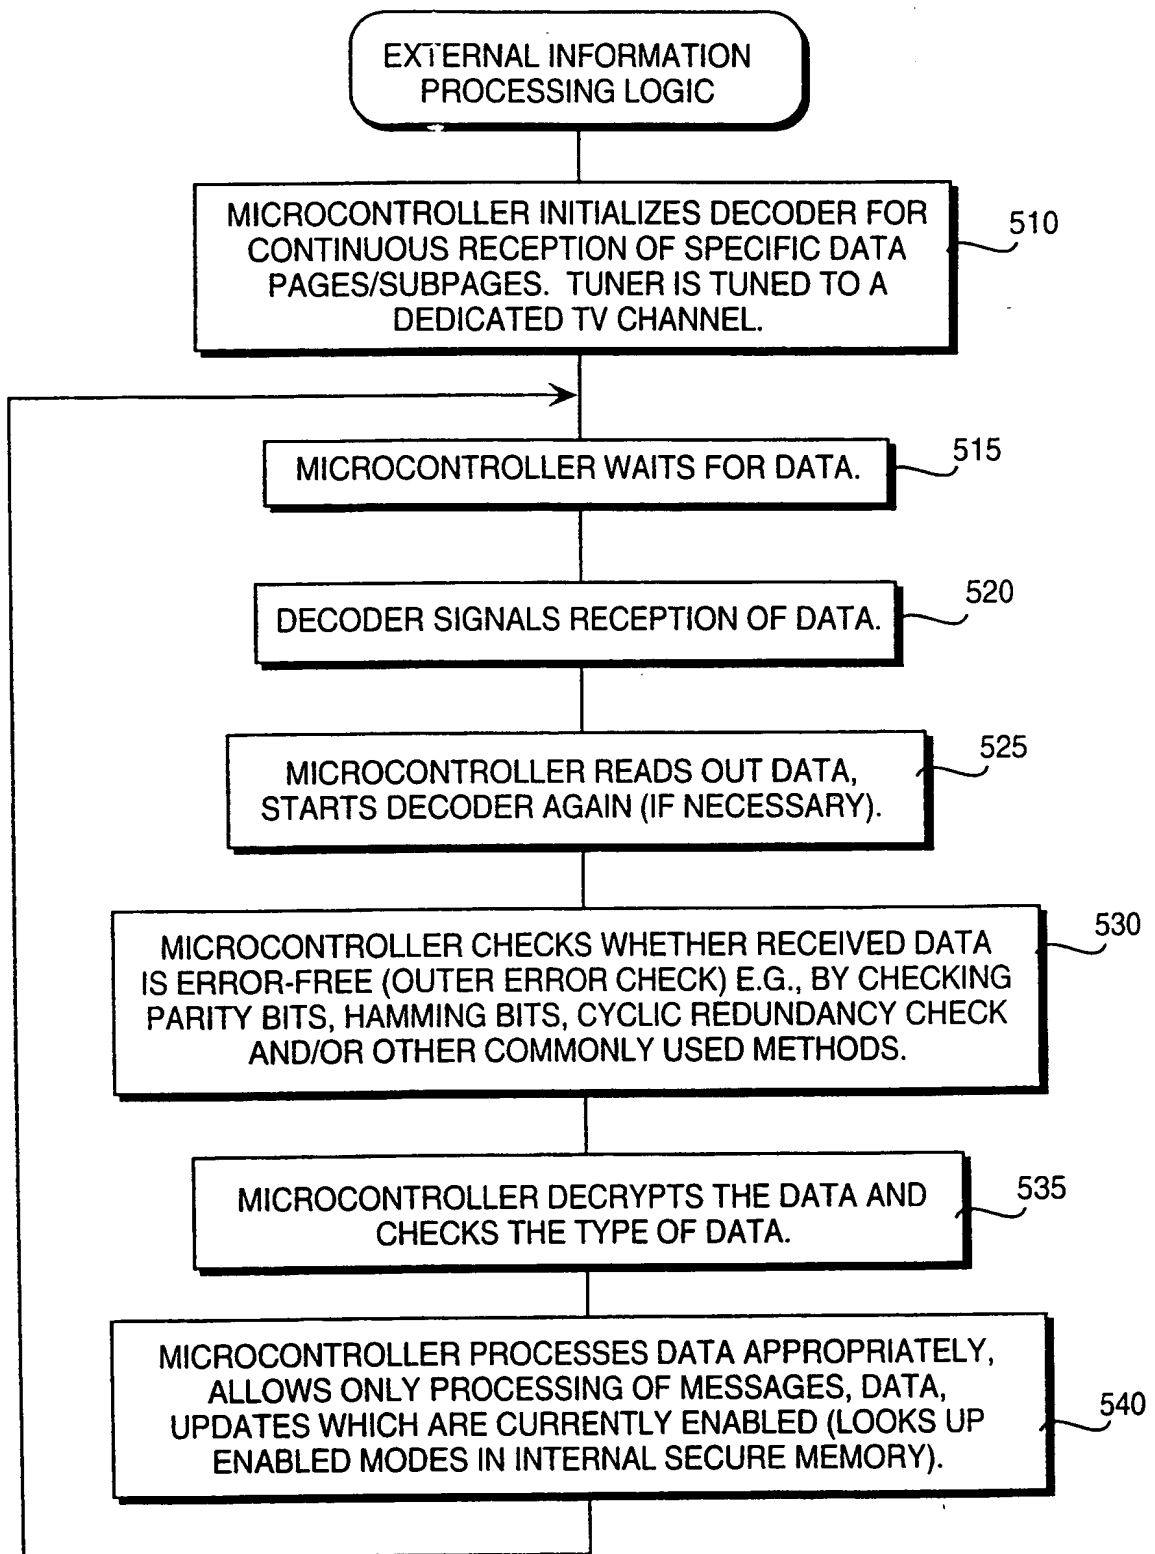 EXTERNAL INFORMATION
PROCESSING LOGIC
MICROCONTROLLER INITIALIZES DECODER FOR
CONTINUOUS RECEPTION OF SPECIFIC DATA
PAGES/SUBPAGES. TUNER IS TUNED TO A
DEDICATED TV CHANNEL.
510
MICROCONTROLLER WAITS FOR DATA.
515
DECODER SIGNALS RECEPTION OF DATA.
520
MICROCONTROLLER READS OUT DATA,
STARTS DECODER AGAIN (IF NECESSARY).
525
MICROCONTROLLER CHECKS WHETHER RECEIVED DATA
IS ERROR-FREE (OUTER ERROR CHECK) E.G., BY CHECKING
PARITY BITS, HAMMING BITS, CYCLIC REDUNDANCY CHECK
AND/OR OTHER COMMONLY USED METHODS.
530
MICROCONTROLLER DECRYPTS THE DATA AND
CHECKS THE TYPE OF DATA.
535
MICROCONTROLLER PROCESSES DATA APPROPRIATELY,
ALLOWS ONLY PROCESSING OF MESSAGES, DATA,
UPDATES WHICH ARE CURRENTLY ENABLED (LOOKS UP
ENABLED MODES IN INTERNAL SECURE MEMORY).
540